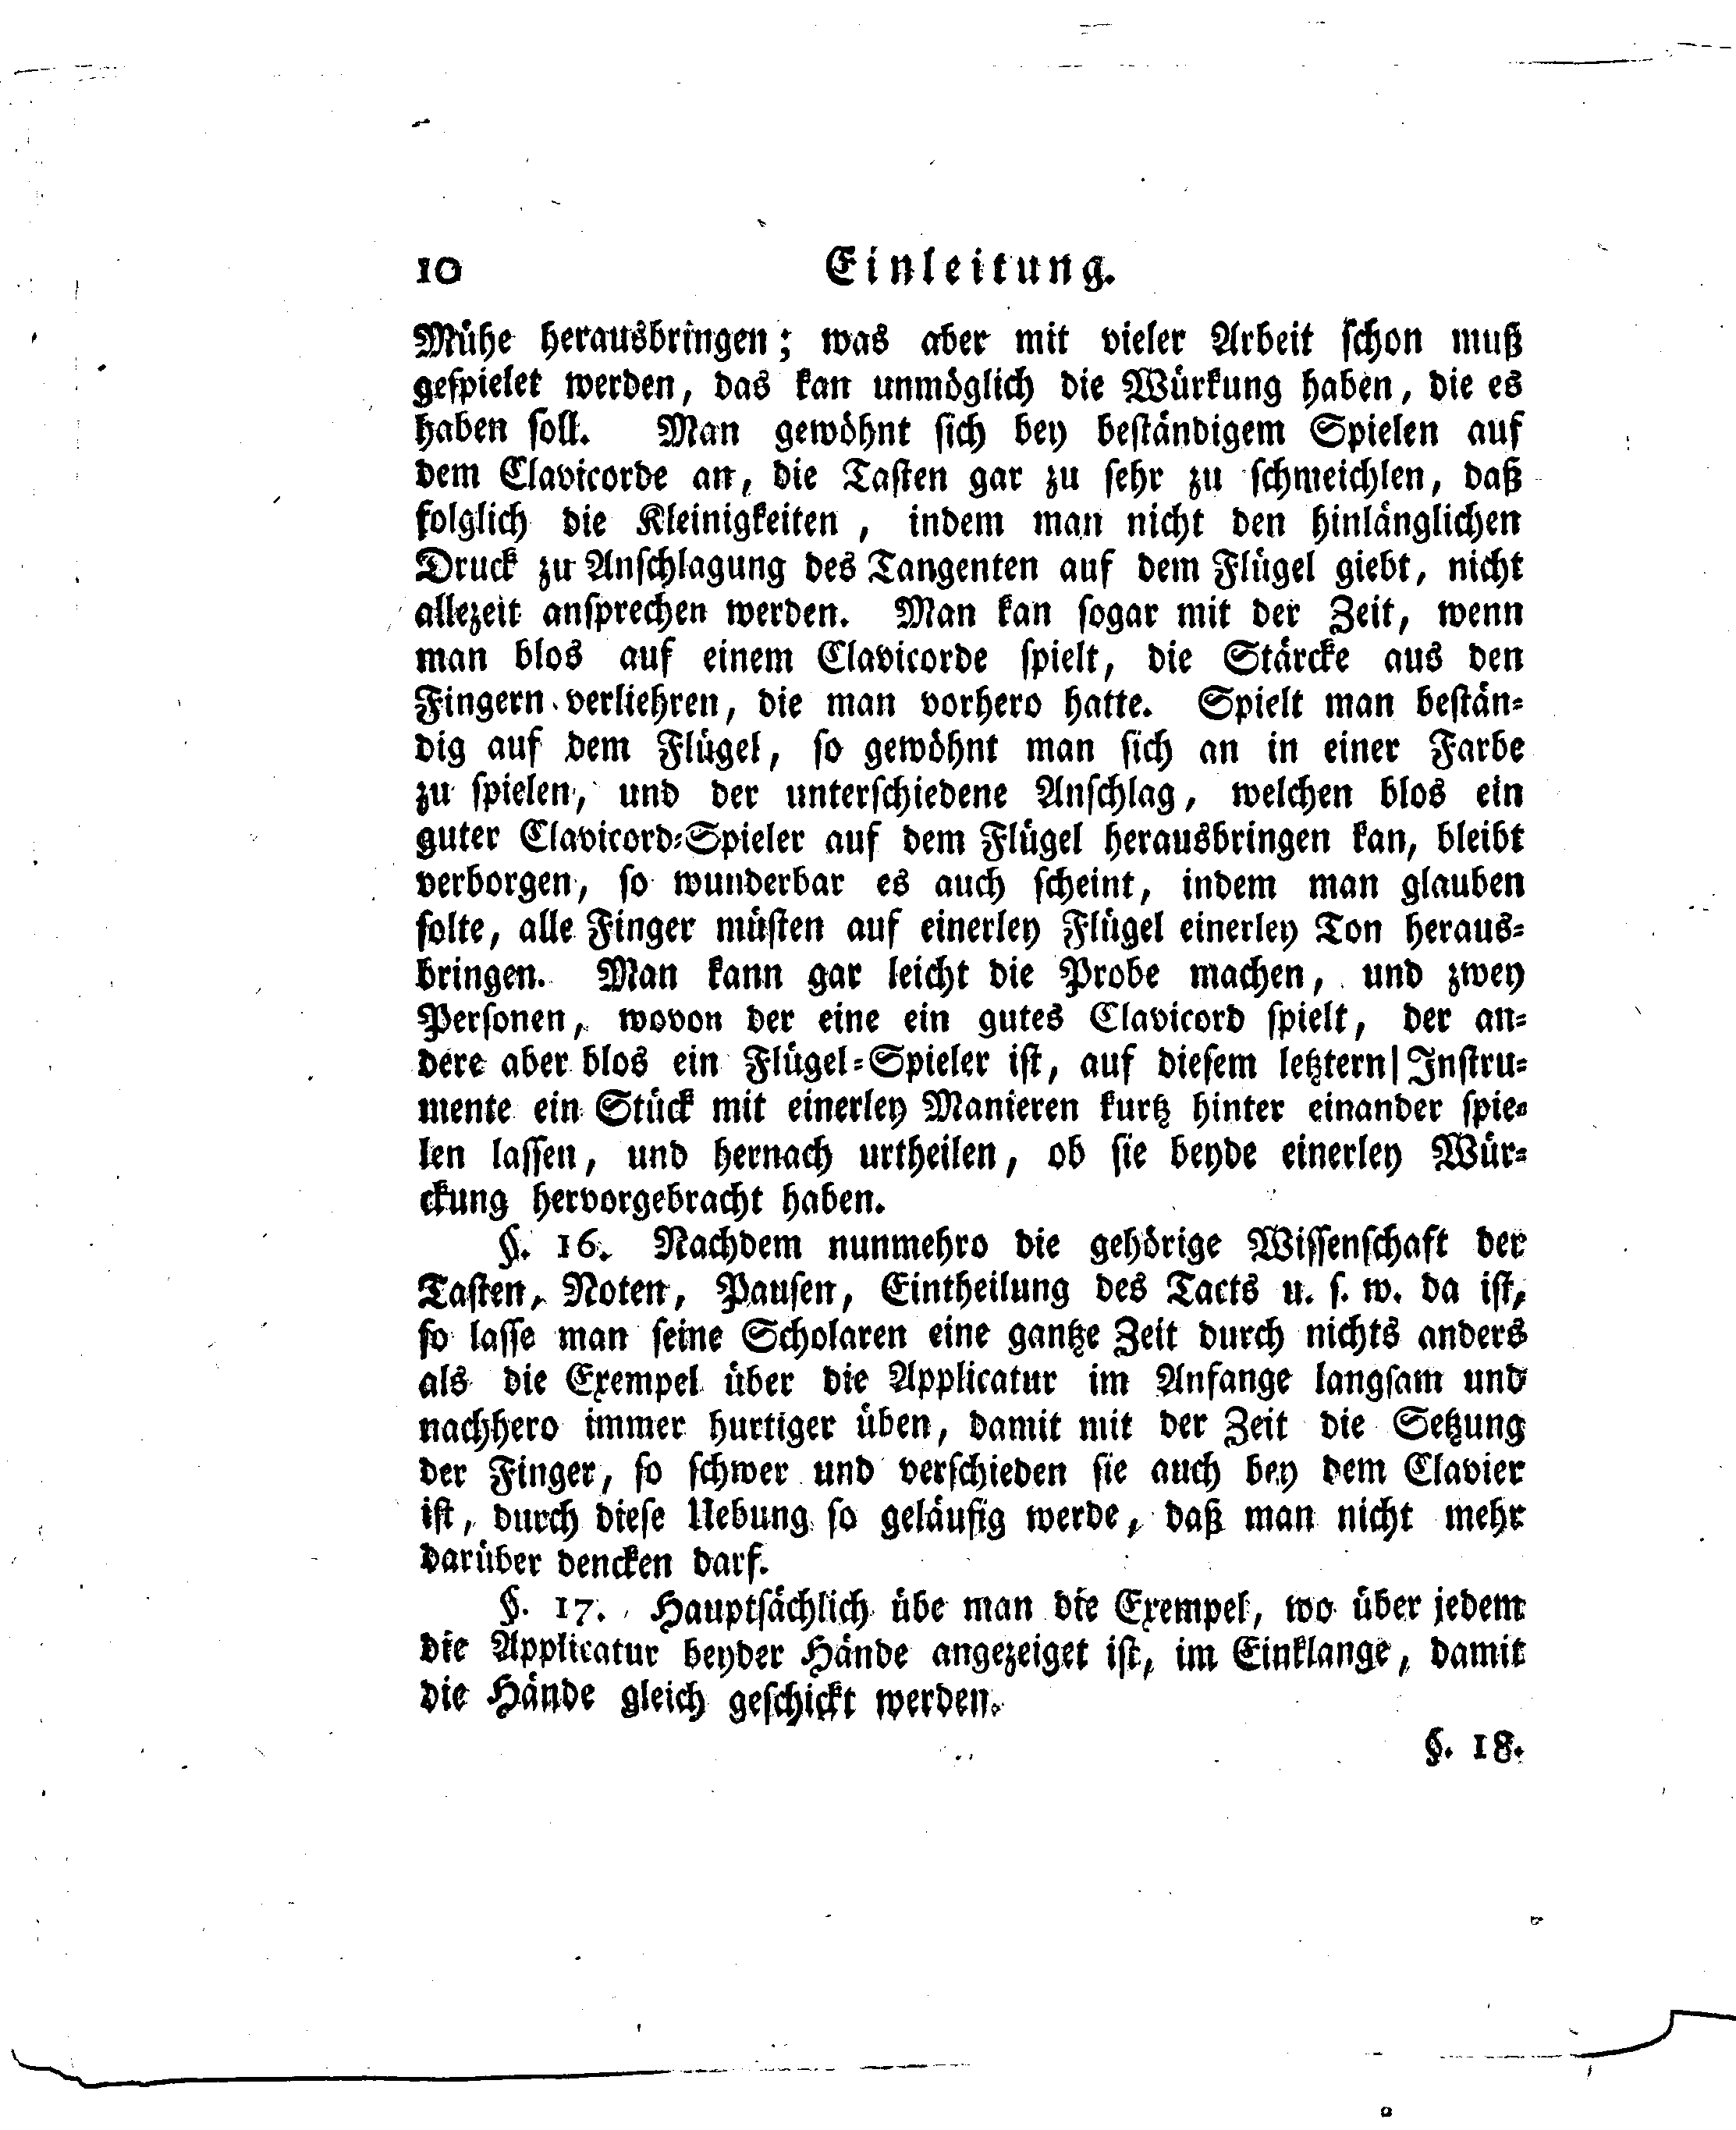 10 Einleitung.
Mühe herausbringen; was aber mit vieler Arbeit schon muß
gespielet werden, das kan unmöglich die Würkung haben, die es
haben soll. Man gewöhnt sich bey beständigem Spielen auf
dem Clavicorde an, die Tasten gar zu sehr zu schmeichlen, daß
folglich die Kleinigkeiten, indem man nicht den hinlänglichen
Druck zu Anschlagung des Tangenten auf dem Flügel giebt, nicht
allezeit ansprechen werden. Man kan sogar mit der Zeit, wenn
man blos auf einem Clavicorde spielt, die Stärcke aus den
Fingern verliehren, die man vorhero hatte. Spielt man bestän-
dig auf dem Flügel, so gewöhnt man sich an in einer Farbe
zu spielen, und der unterschiedene Anschlag, welchen blos ein
guter Clavicord-Spieler auf dem Flügel herausbringen kan, bleibt
verborgen, so wunderbar es auch scheint, indem man glauben
solte, alle Finger müsten auf einerley Flügel einerley Ton heraus-
bringen. Man kann gar leicht die Probe machen, und zwey
Personen, wovon der eine ein gutes Clavicord spielt, der an-
dere aber blos ein Flügel-Spieler ist, auf diesem letztern Instru-
mente ein Stück mit einerley Manieren kurtz hinter einander spie-
len lassen, und hernach urtheilen, ob sie beyde einerley Wür-
ckung hervorgebracht haben.
§. 16. Nachdem nunmehro die gehörige Wissenschaft der
Tasten, Noten, Pausen, Eintheilung des Tacts u. s. w. da ist,
so lasse man seine Scholaren eine gantze Zeit durch nichts anders
als die Exempel über die Applicatur im Anfange langsam und
nachhero immer hurtiger üben, damit mit der Zeit die Setzung
der Finger, so schwer und verschieden sie auch bey dem Clavier
ist, durch diese Uebung so geläufig werde, daß man nicht mehr
darüber dencken darf.
§. 17. Hauptsächlich übe man die Exempel, wo über jedem
die Applicatur beyder Hände angezeiget ist, im Einklange, damit
die Hände gleich geschickt werden.
§. 18.